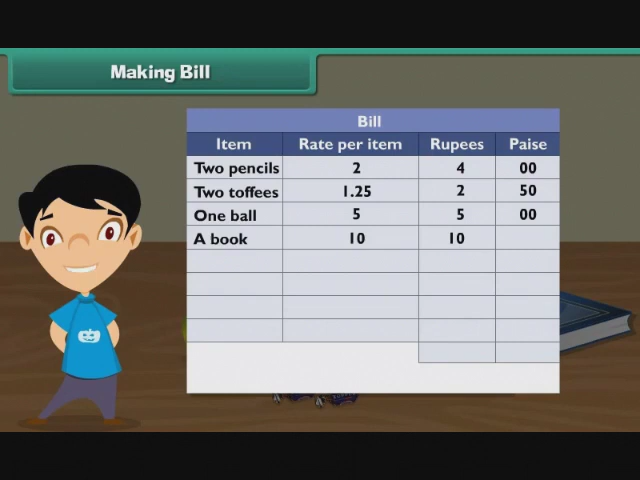 Making Bill
Bill
Item Rate per item Rupees Paise
Two pencils 2 4 00
Two toffees 1.25 2 50
One ball 5 5 00
A book 10 10